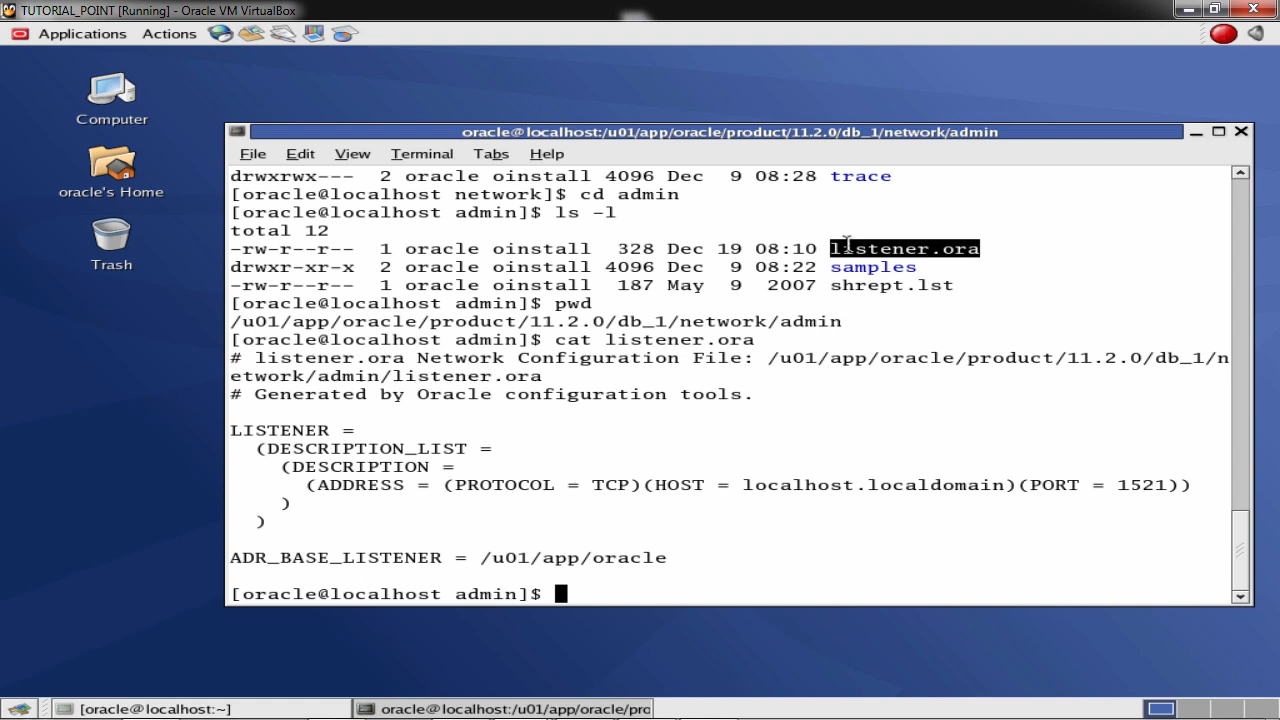 TUTORIAL_POINT [Running] - Oracle VM VirtualBox
Applications Actions
Computer
oracle's Home
Trash
oracle@localhost:/u01/app/oracle/product/11.2.0/db_1/network/admin
File Edit View Terminal Tabs Help
drwxrwx--- 2 oracle oinstall 4096 Dec 9 08:28 trace
[oracle@localhost network]$ cd admin
[oracle@localhost admin]$ ls -l
total 12
-rw-r--r-- 1 oracle oinstall 328 Dec 19 08:10 listener.ora
drwxr-xr-x 2 oracle oinstall 4096 Dec 9 08:22 samples
-rw-r--r-- 1 oracle oinstall 187 May 9 2007 shrept.lst
[oracle@localhost admin]$ pwd
/u01/app/oracle/product/11.2.0/db_1/network/admin
[oracle@localhost admin]$ cat listener.ora
# listener.ora Network Configuration File: /u01/app/oracle/product/11.2.0/db_1/n
etwork/admin/listener.ora
# Generated by Oracle configuration tools.
LISTENER =
(DESCRIPTION_LIST =
(DESCRIPTION =
(ADDRESS = (PROTOCOL = TCP)(HOST = localhost.localdomain)(PORT = 1521))
)
)
ADR_BASE_LISTENER = /u01/app/oracle
[oracle@localhost admin]$
[oracle@localhost:~]
oracle@localhost:/u01/app/oracle/pro